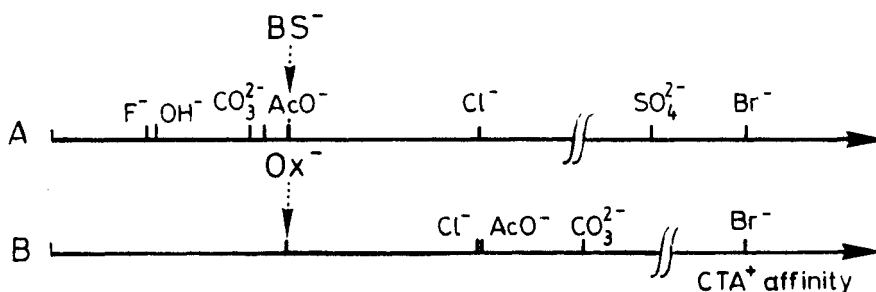 BS⁻
F⁻ OH⁻ CO₃²⁻ AcO⁻ Cl⁻ SO₄²⁻ Br⁻
A
Ox⁻
Cl⁻ AcO⁻ CO₃²⁻ Br⁻
B
CTA⁺ affinity